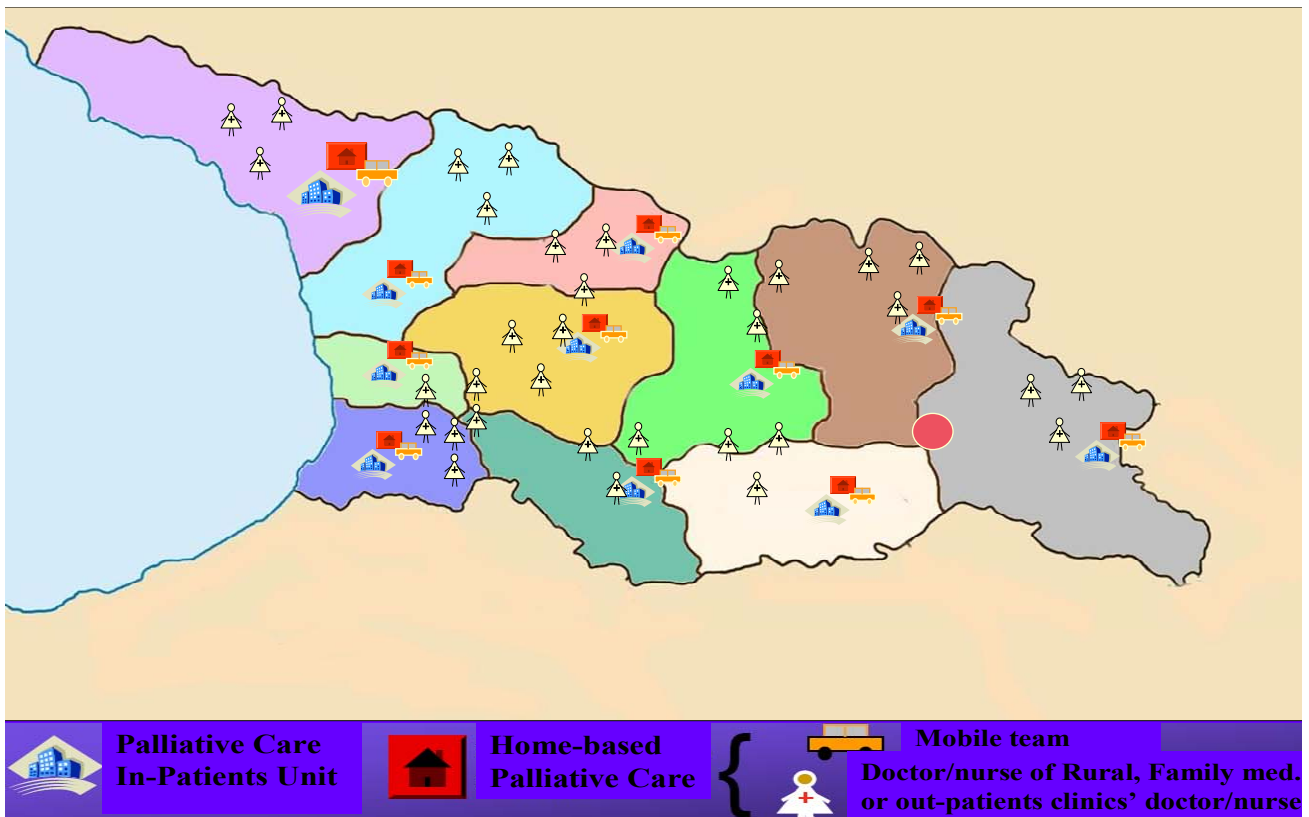 Palliative Care
In-Patients Unit
Home-based
Palliative Care
Mobile team
Doctor/nurse of Rural, Family med.
or out-patients clinics’ doctor/nurse